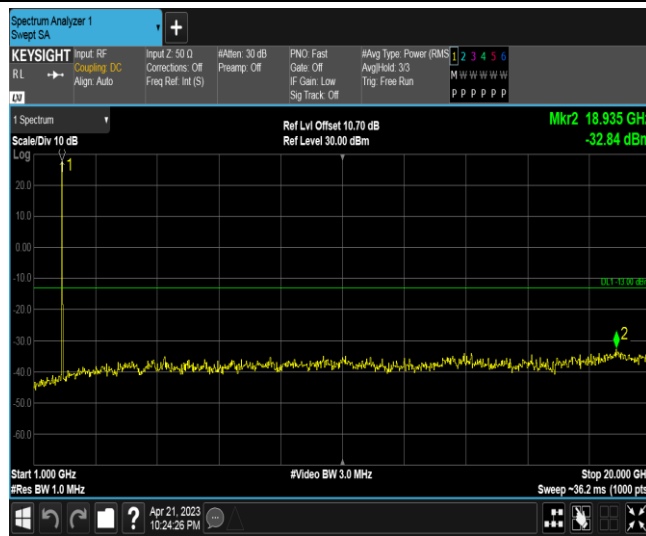 Spectrum Analyzer 1
Swept SA
+
KEYSIGHT
RL
LXI
Input: RF
Coupling: DC
Align: Auto
Input Z: 50 Ω
Corrections: Off
Freq Ref: Int (S)
#Atten: 30 dB
Preamp: Off
PNO: Fast
Gate: Off
IF Gain: Low
Sig Track: Off
#Avg Type: Power (RMS
Avg|Hold: 3/3
Trig: Free Run
1 2 3 4 5 6
M W W W W W
P P P P P P
1 Spectrum
Scale/Div 10 dB
Log
Ref Lvl Offset 10.70 dB
Ref Level 30.00 dBm
Mkr2 18.935 GH
-32.84 dBm
1
20.0
10.0
0.00
-10.0
DL1 -13.00 dBm
-20.0
-30.0
2
-40.0
-50.0
-60.0
Start 1.000 GHz
#Res BW 1.0 MHz
#Video BW 3.0 MHz
Stop 20.000 GH
Sweep ~36.2 ms (1000 pts
?
Apr 21, 2023
10:24:26 PM